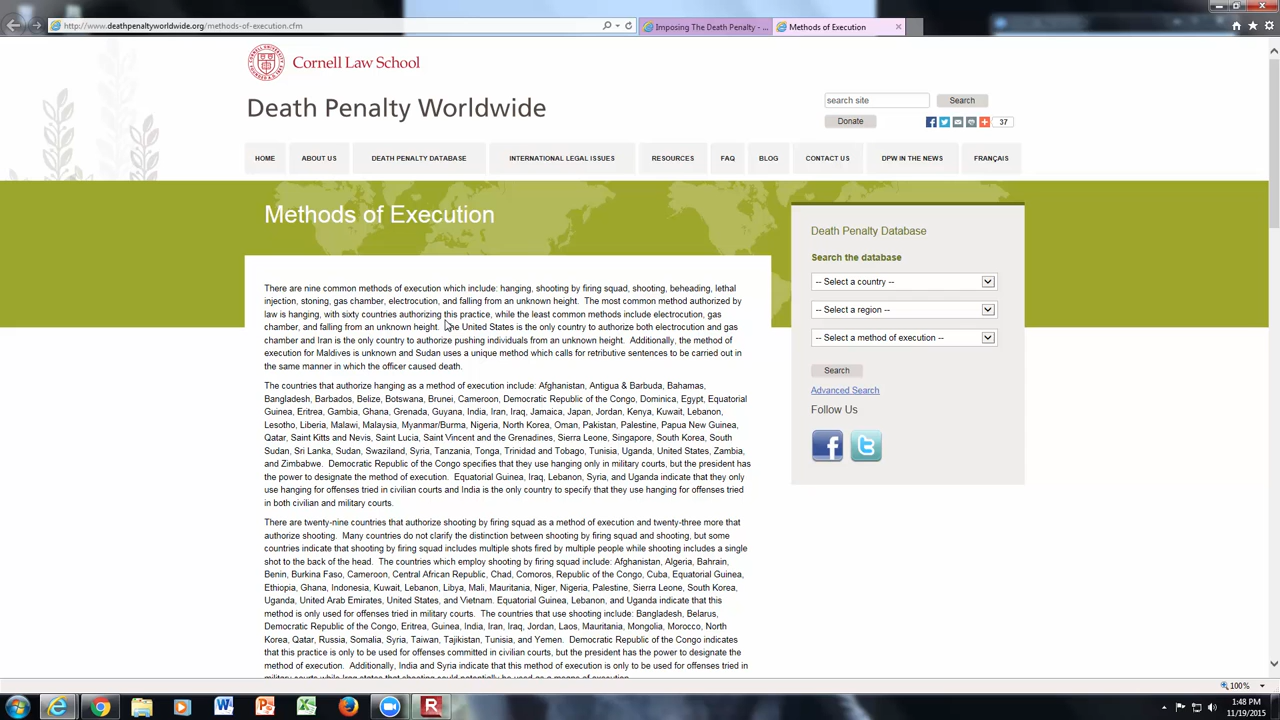 http://www.deathpenaltyworldwide.org/methods-of-execution.cfm
Imposing The Death Penalty - ...
Methods of Execution
Cornell Law School
Death Penalty Worldwide
search site
Search
Donate
37
HOME
ABOUT US
DEATH PENALTY DATABASE
INTERNATIONAL LEGAL ISSUES
RESOURCES
FAQ
BLOG
CONTACT US
DPW IN THE NEWS
FRANÇAIS
Methods of Execution
There are nine common methods of execution which include: hanging, shooting by firing squad, shooting, beheading, lethal
injection, stoning, gas chamber, electrocution, and falling from an unknown height. The most common method authorized by
law is hanging, with sixty countries authorizing this practice, while the least common methods include electrocution, gas
chamber, and falling from an unknown height. The United States is the only country to authorize both electrocution and gas
chamber and Iran is the only country to authorize pushing individuals from an unknown height. Additionally, the method of
execution for Maldives is unknown and Sudan uses a unique method which calls for retributive sentences to be carried out in
the same manner in which the officer caused death.
The countries that authorize hanging as a method of execution include: Afghanistan, Antigua & Barbuda, Bahamas,
Bangladesh, Barbados, Belize, Botswana, Brunei, Cameroon, Democratic Republic of the Congo, Dominica, Egypt, Equatorial
Guinea, Eritrea, Gambia, Ghana, Grenada, Guyana, India, Iran, Iraq, Jamaica, Japan, Jordan, Kenya, Kuwait, Lebanon,
Lesotho, Liberia, Malawi, Malaysia, Myanmar/Burma, Nigeria, North Korea, Oman, Pakistan, Palestine, Papua New Guinea,
Qatar, Saint Kitts and Nevis, Saint Lucia, Saint Vincent and the Grenadines, Sierra Leone, Singapore, South Korea, South
Sudan, Sri Lanka, Sudan, Swaziland, Syria, Tanzania, Tonga, Trinidad and Tobago, Tunisia, Uganda, United States, Zambia,
and Zimbabwe. Democratic Republic of the Congo specifies that they use hanging only in military courts, but the president has
the power to designate the method of execution. Equatorial Guinea, Iraq, Lebanon, Syria, and Uganda indicate that they only
use hanging for offenses tried in civilian courts and India is the only country to specify that they use hanging for offenses tried
in both civilian and military courts.
There are twenty-nine countries that authorize shooting by firing squad as a method of execution and twenty-three more that
authorize shooting. Many countries do not clarify the distinction between shooting by firing squad and shooting, but some
countries indicate that shooting by firing squad includes multiple shots fired by multiple people while shooting includes a single
shot to the back of the head. The countries which employ shooting by firing squad include: Afghanistan, Algeria, Bahrain,
Benin, Burkina Faso, Cameroon, Central African Republic, Chad, Comoros, Republic of the Congo, Cuba, Equatorial Guinea,
Ethiopia, Ghana, Indonesia, Kuwait, Lebanon, Libya, Mali, Mauritania, Niger, Nigeria, Palestine, Sierra Leone, South Korea,
Uganda, United Arab Emirates, United States, and Vietnam. Equatorial Guinea, Lebanon, and Uganda indicate that this
method is only used for offenses tried in military courts. The countries that use shooting include: Bangladesh, Belarus,
Democratic Republic of the Congo, Eritrea, Guinea, India, Iran, Iraq, Jordan, Laos, Mauritania, Mongolia, Morocco, North
Korea, Qatar, Russia, Somalia, Syria, Taiwan, Tajikistan, Tunisia, and Yemen. Democratic Republic of the Congo indicates
that this practice is only to be used for offenses committed in civilian courts, but the president has the power to designate the
method of execution. Additionally, India and Syria indicate that this method of execution is only to be used for offenses tried in
military courts while Iraq states that shooting could potentially be used as a means of execution.
Death Penalty Database
Search the database
-- Select a country --
-- Select a region --
-- Select a method of execution --
Search
Advanced Search
Follow Us
100%
1:48 PM
11/19/2015